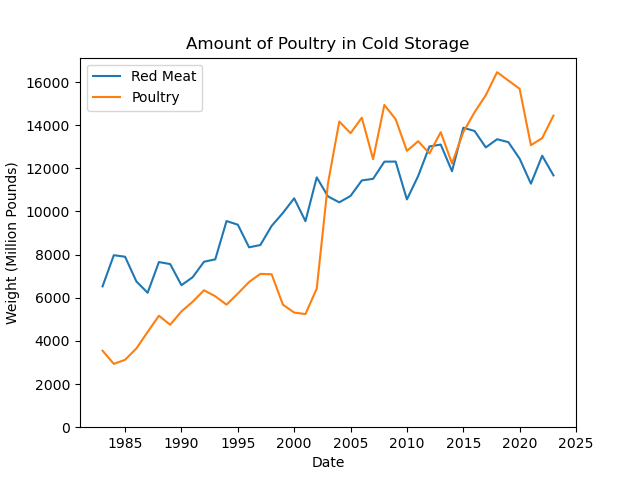 Amount of Poultry in Cold Storage
Red Meat
Poultry
16000
14000
12000
10000
8000
6000
4000
2000
0
Weight (Million Pounds)
1985 1990 1995 2000 2005 2010 2015 2020 2025
Date